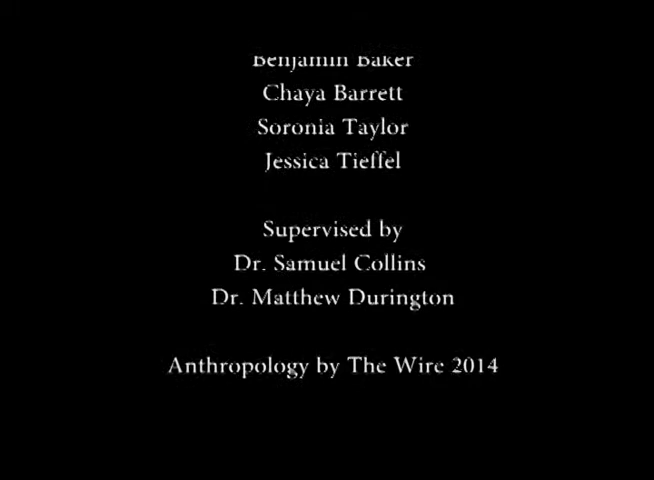 Benjamin Baker
Chaya Barrett
Soronia Taylor
Jessica Tieffel
Supervised by
Dr. Samuel Collins
Dr. Matthew Durington
Anthropology by The Wire 2014